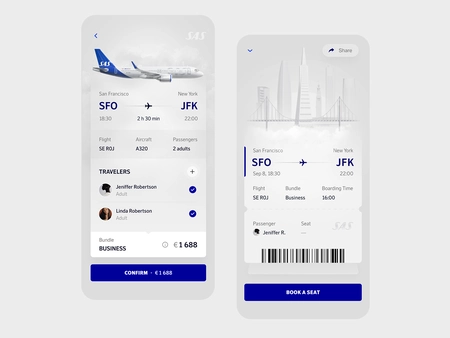 SAS
San Francisco New York
SFO JFK
18:30 2 h 30 min 22:00
Flight Aircraft Passengers
SE R0J A320 2 adults
TRAVELERS +
Jeniffer Robertson
Adult
Linda Robertson
Adult
Bundle
BUSINESS € 1 688
CONFIRM · € 1 688
Share
San Francisco New York
SFO JFK
Sep 8, 18:30 22:00
Flight Bundle Boarding Time
SE R0J Business 16:00
Passenger Seat SAS
Jeniffer R. —
BOOK A SEAT